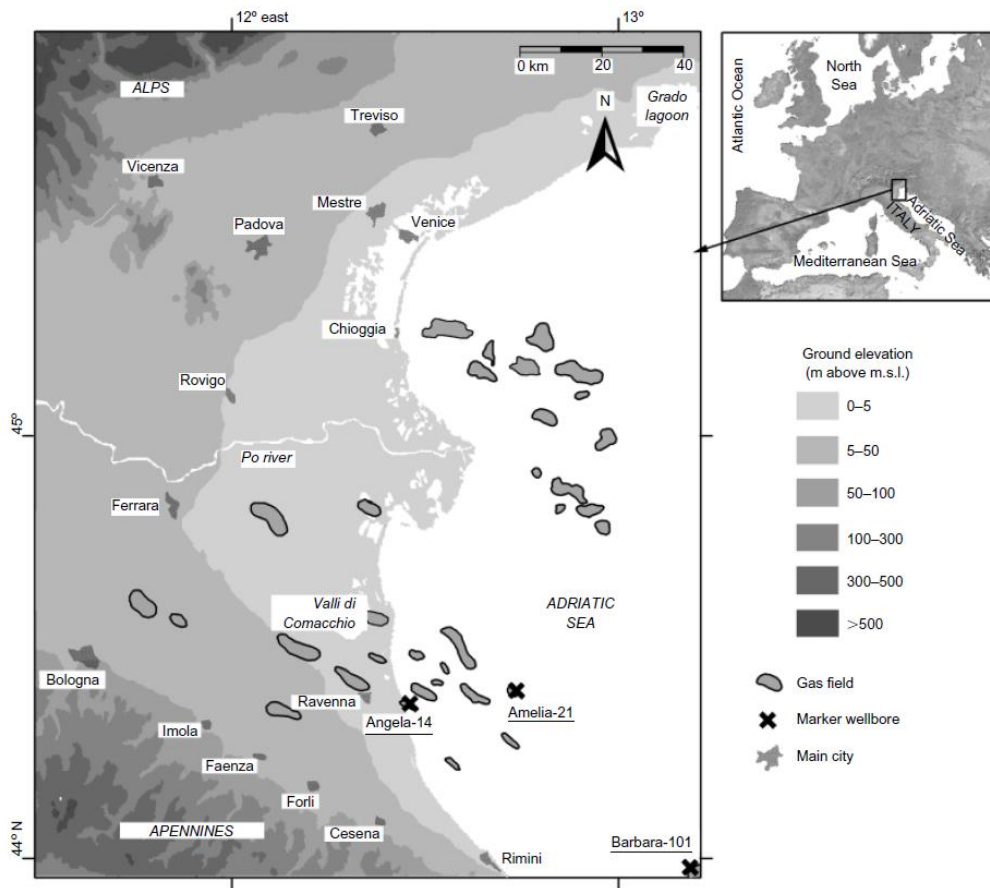 12º east
13º
0 km
20
40
ALPS
N
Grado
lagoon
Treviso
Vicenza
Mestre
Padova
Venice
Chioggia
Rovigo
45º
Po river
Ferrara
Valli di
Comacchio
ADRIATIC
SEA
Bologna
Ravenna
Angela-14
Amelia-21
Imola
Faenza
Forli
APENNINES
Cesena
Rimini
Barbara-101
44º N
Atlantic Ocean
North
Sea
ITALY
Adriatic Sea
Mediterranean Sea
Ground elevation
(m above m.s.l.)
0–5
5–50
50–100
100–300
300–500
>500
Gas field
Marker wellbore
Main city